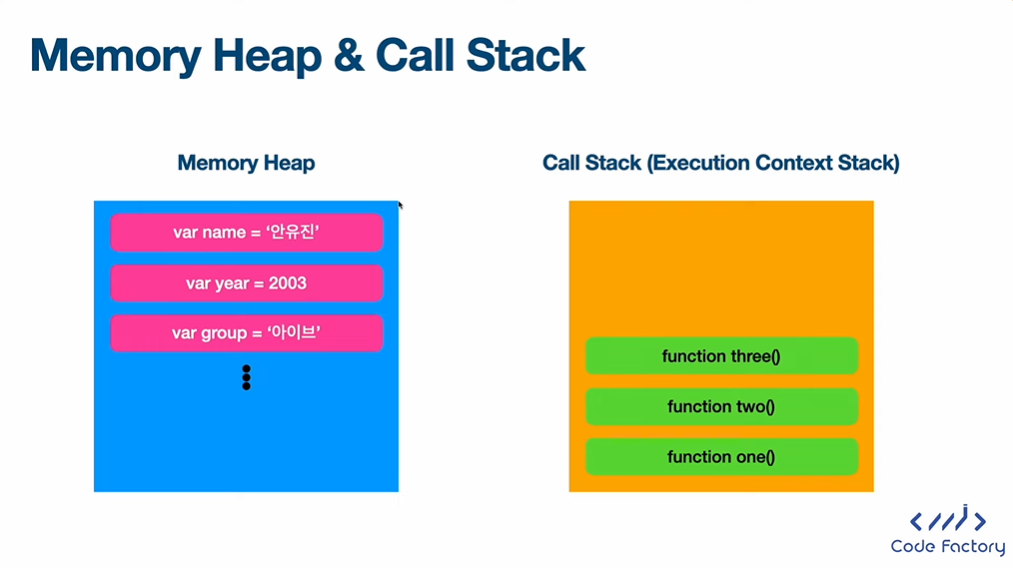 Memory Heap & Call Stack
Memory Heap
var name = ‘안유진’
var year = 2003
var group = ‘아이브’
Call Stack (Execution Context Stack)
function three()
function two()
function one()
Code Factory